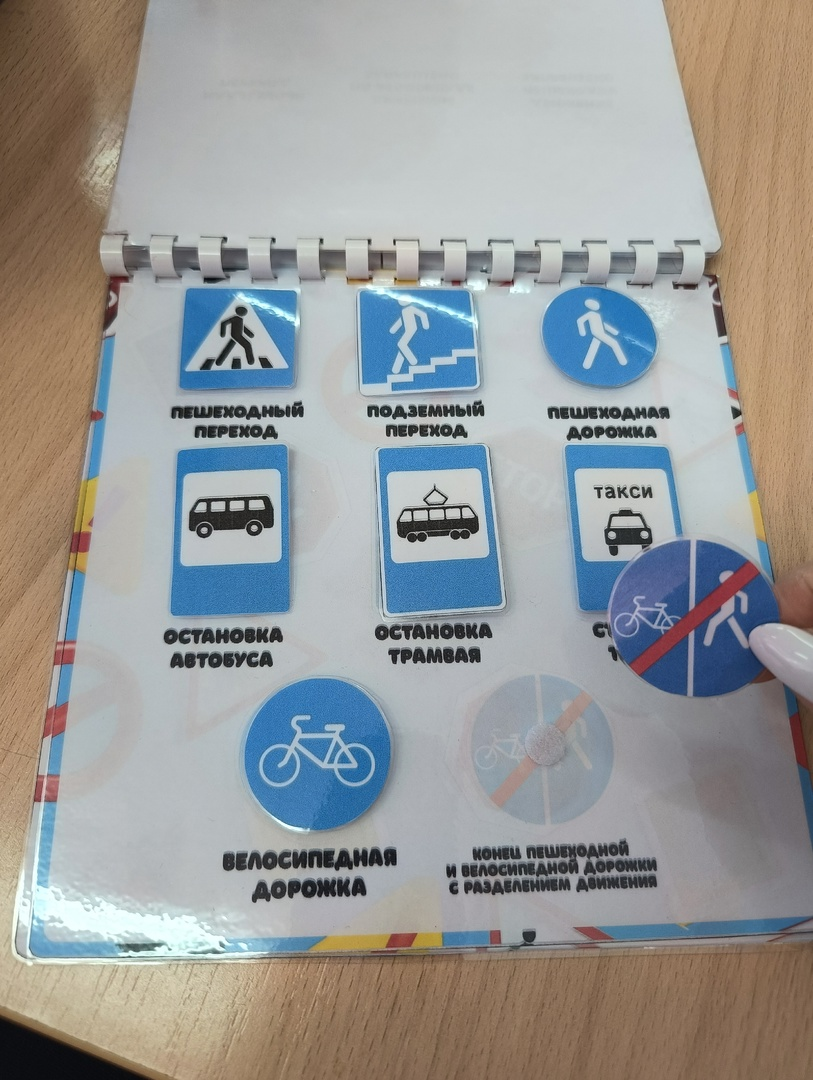 ПЕШЕХОДНЫЙ
ПЕРЕХОД
ПОДЗЕМНЫЙ
ПЕРЕХОД
ПЕШЕХОДНАЯ
ДОРОЖКА
такси
ОСТАНОВКА
АВТОБУСА
ОСТАНОВКА
ТРАМВАЯ
ВЕЛОСИПЕДНАЯ
ДОРОЖКА
КОНЕЦ ПЕШЕХОДНОЙ
И ВЕЛОСИПЕДНОЙ ДОРОЖКИ
С РАЗДЕЛЕНИЕМ ДВИЖЕНИЯ